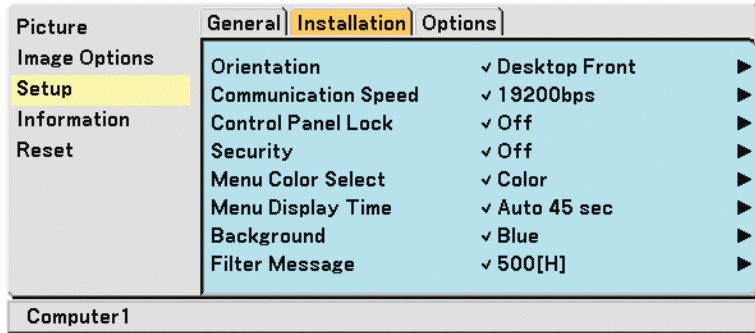 Picture
Image Options
Setup
Information
Reset
General Installation Options
Orientation ✓ Desktop Front ▶
Communication Speed ✓ 19200bps ▶
Control Panel Lock ✓ Off ▶
Security ✓ Off ▶
Menu Color Select ✓ Color ▶
Menu Display Time ✓ Auto 45 sec ▶
Background ✓ Blue ▶
Filter Message ✓ 500[H] ▶
Computer1